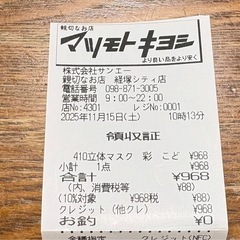 親切なお店
マツモトキヨシ
より良い品をより安く
株式会社サンエー
親切なお店 経塚シティ店
電話番号 098-871-3005
営業時間 9:00〜22:00
店No:4301 レジNo:0001
2025年11月15日(土) 10時13分
領収証
410立体マスク 彩 こど ¥968
小計 1点 ¥968
合計 ¥968
(内、消費税等 ¥88)
(10%対象 ¥968税 ¥88)
クレジット(他クレ) ¥968
お釣 ¥0
クレジット(NFC)